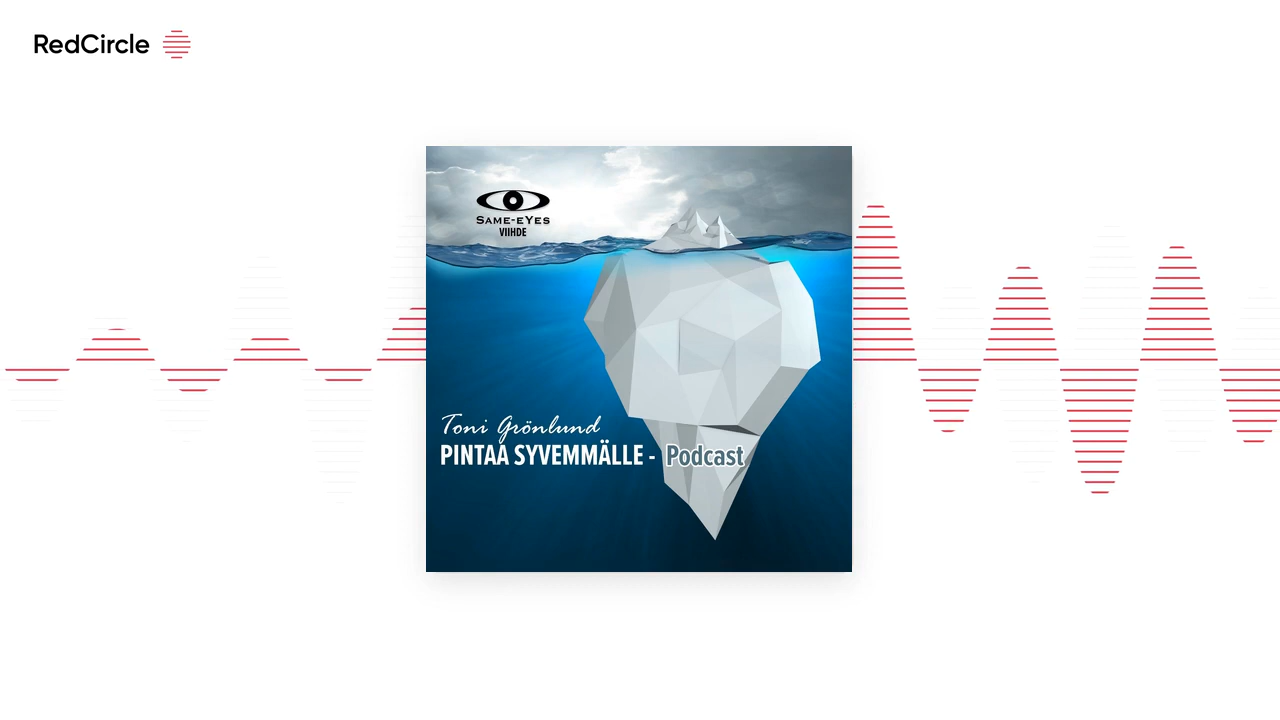 RedCircle
SAME-EYES
VIIHDE
Toni Grönlund
PINTAA SYVEMMÄLLE - Podcast